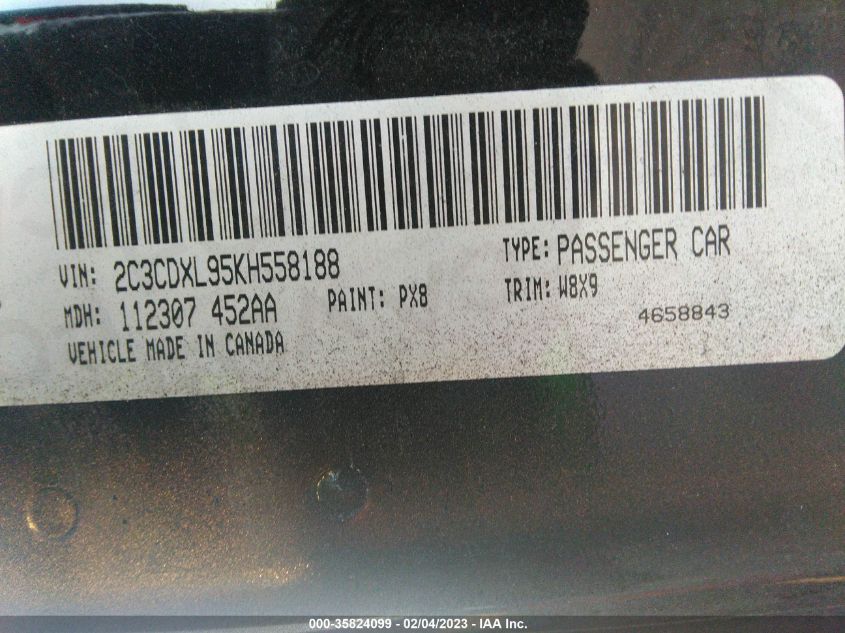 VIN: 2C3CDXL95KH558188 TYPE: PASSENGER CAR
MDH: 112307 452AA PAINT: PX8 TRIM: W8X9
VEHICLE MADE IN CANADA 4658843
000-35824099 — 02/04/2023 — IAA Inc.